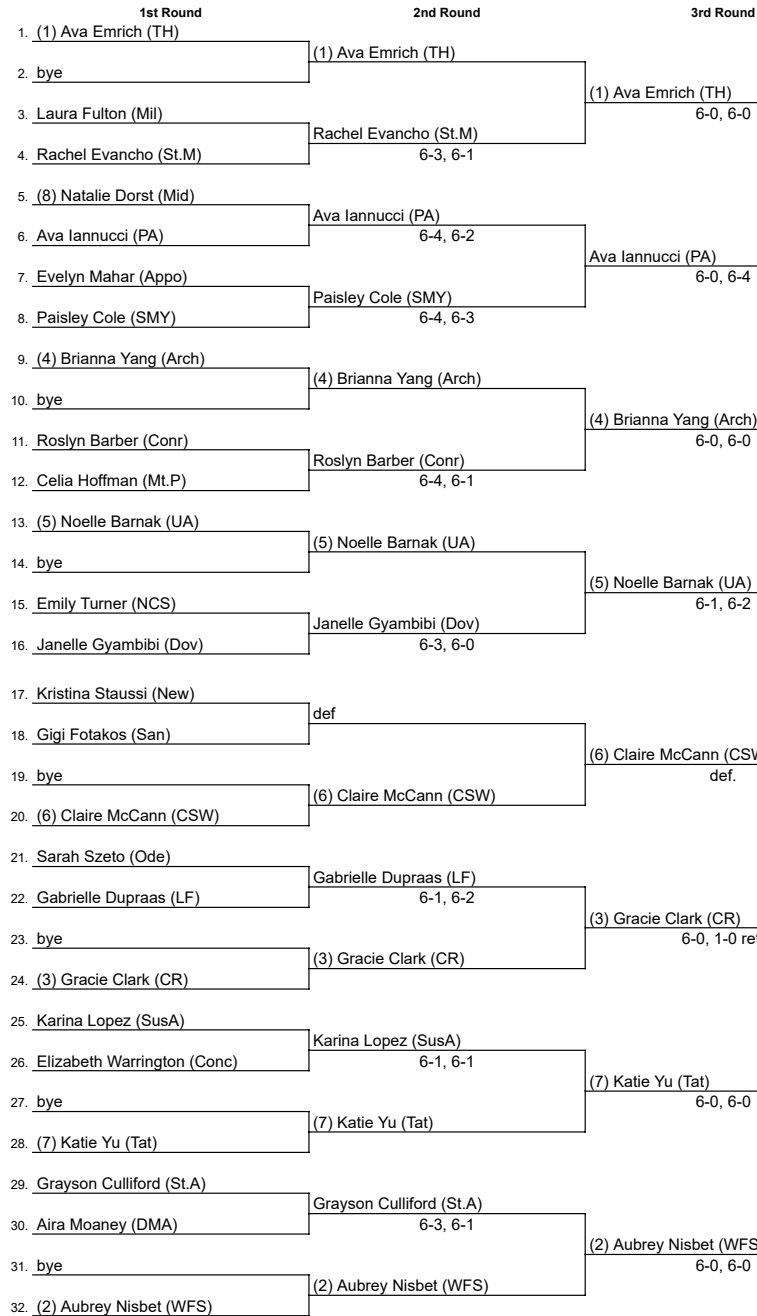 1st Round
2nd Round
3rd Round
1. (1) Ava Emrich (TH)
(1) Ava Emrich (TH)
2. bye
(1) Ava Emrich (TH)
6-0, 6-0
3. Laura Fulton (Mil)
Rachel Evancho (St.M)
6-3, 6-1
4. Rachel Evancho (St.M)
5. (8) Natalie Dorst (Mid)
Ava Iannucci (PA)
6-4, 6-2
6. Ava Iannucci (PA)
Ava Iannucci (PA)
6-0, 6-4
7. Evelyn Mahar (Appo)
Paisley Cole (SMY)
6-4, 6-3
8. Paisley Cole (SMY)
9. (4) Brianna Yang (Arch)
(4) Brianna Yang (Arch)
10. bye
(4) Brianna Yang (Arch)
6-0, 6-0
11. Roslyn Barber (Conr)
Roslyn Barber (Conr)
6-4, 6-1
12. Celia Hoffman (Mt.P)
13. (5) Noelle Barnak (UA)
(5) Noelle Barnak (UA)
14. bye
(5) Noelle Barnak (UA)
6-1, 6-2
15. Emily Turner (NCS)
Janelle Gyambibi (Dov)
6-3, 6-0
16. Janelle Gyambibi (Dov)
17. Kristina Staussi (New)
def
18. Gigi Fotakos (San)
(6) Claire McCann
def.
19. bye
(6) Claire McCann (CSW)
20. (6) Claire McCann (CSW)
21. Sarah Szeto (Ode)
Gabrielle Dupraas (LF)
6-1, 6-2
22. Gabrielle Dupraas (LF)
(3) Gracie Clark (CR)
6-0, 1-0
23. bye
(3) Gracie Clark (CR)
24. (3) Gracie Clark (CR)
25. Karina Lopez (SusA)
Karina Lopez (SusA)
6-1, 6-1
26. Elizabeth Warrington (Conc)
(7) Katie Yu (Tat)
6-0, 6-0
27. bye
(7) Katie Yu (Tat)
28. (7) Katie Yu (Tat)
29. Grayson Culliford (St.A)
Grayson Culliford (St.A)
6-3, 6-1
30. Aira Moaney (DMA)
(2) Aubrey Nisbet (WFS
6-0, 6-0
31. bye
(2) Aubrey Nisbet (WFS)
32. (2) Aubrey Nisbet (WFS)